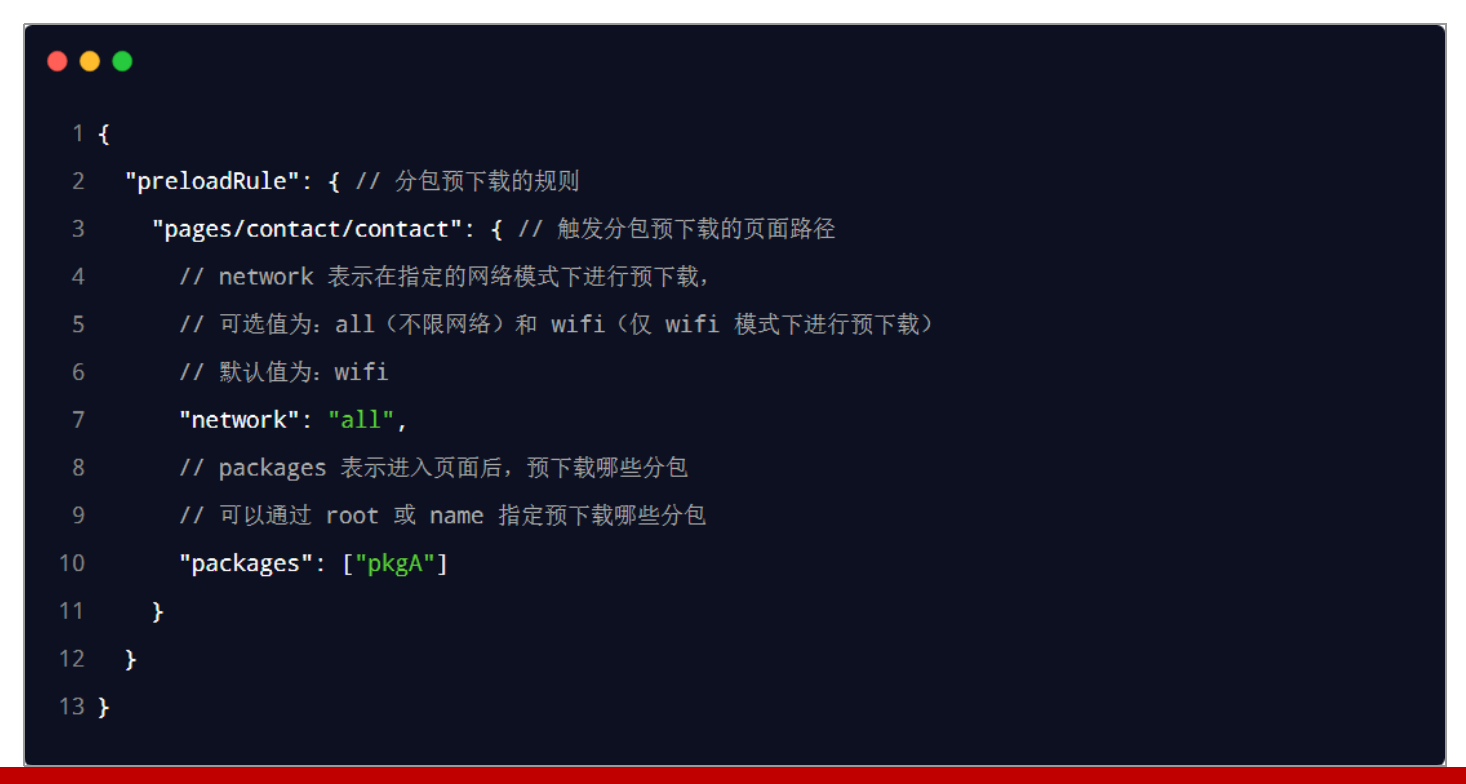 1 {
2 "preloadRule": { // 分包预下载的规则
3 "pages/contact/contact": { // 触发分包预下载的页面路径
4 // network 表示在指定的网络模式下进行预下载，
5 // 可选值为：all（不限网络）和 wifi（仅 wifi 模式下进行预下载）
6 // 默认值为：wifi
7 "network": "all",
8 // packages 表示进入页面后，预下载哪些分包
9 // 可以通过 root 或 name 指定预下载哪些分包
10 "packages": ["pkgA"]
11 }
12 }
13 }